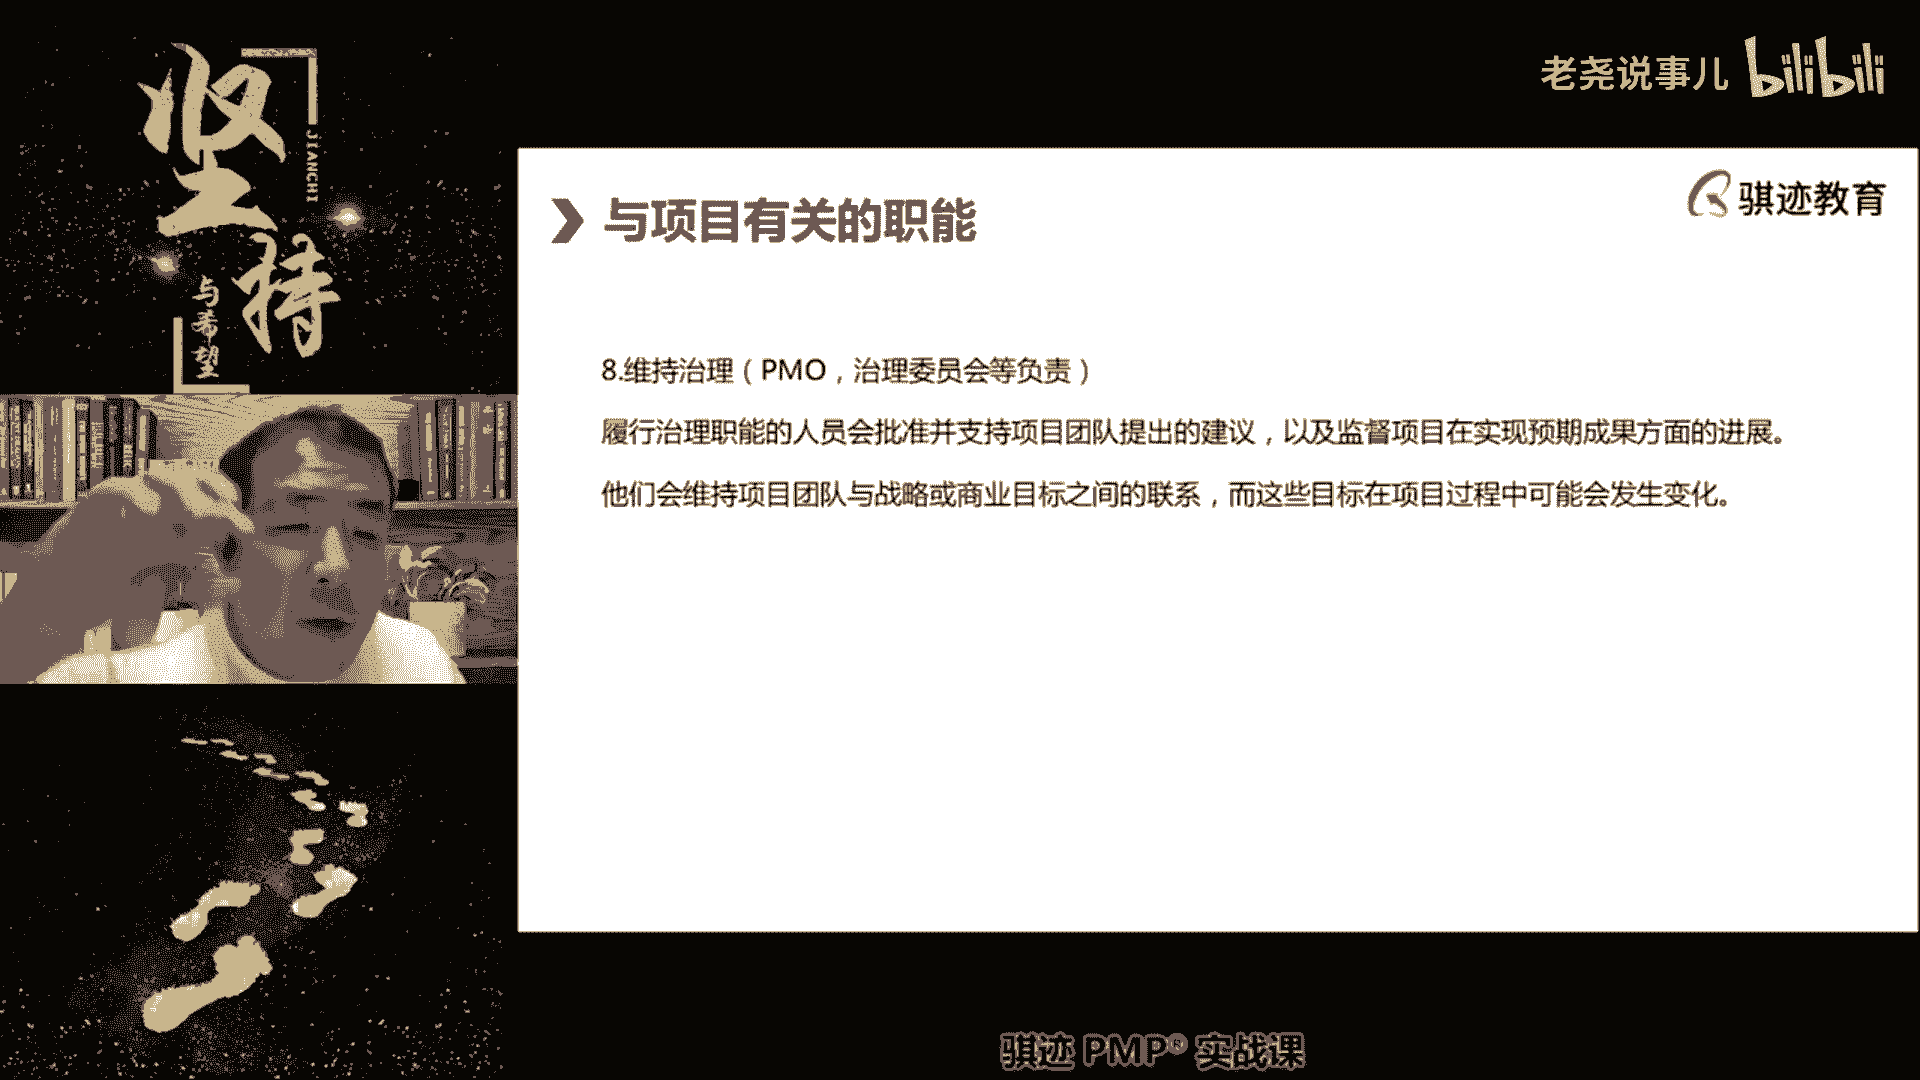 坚持
JIANCHI
与希望
老尧说事儿 bilibili
骐迹教育
与项目有关的职能
8.维持治理（PMO，治理委员会等负责）
履行治理职能的人员会批准并支持项目团队提出的建议，以及监督项目在实现预期成果方面的进展。
他们会维持项目团队与战略或商业目标之间的联系，而这些目标在项目过程中可能会发生变化。
骐迹 PMP® 实战课